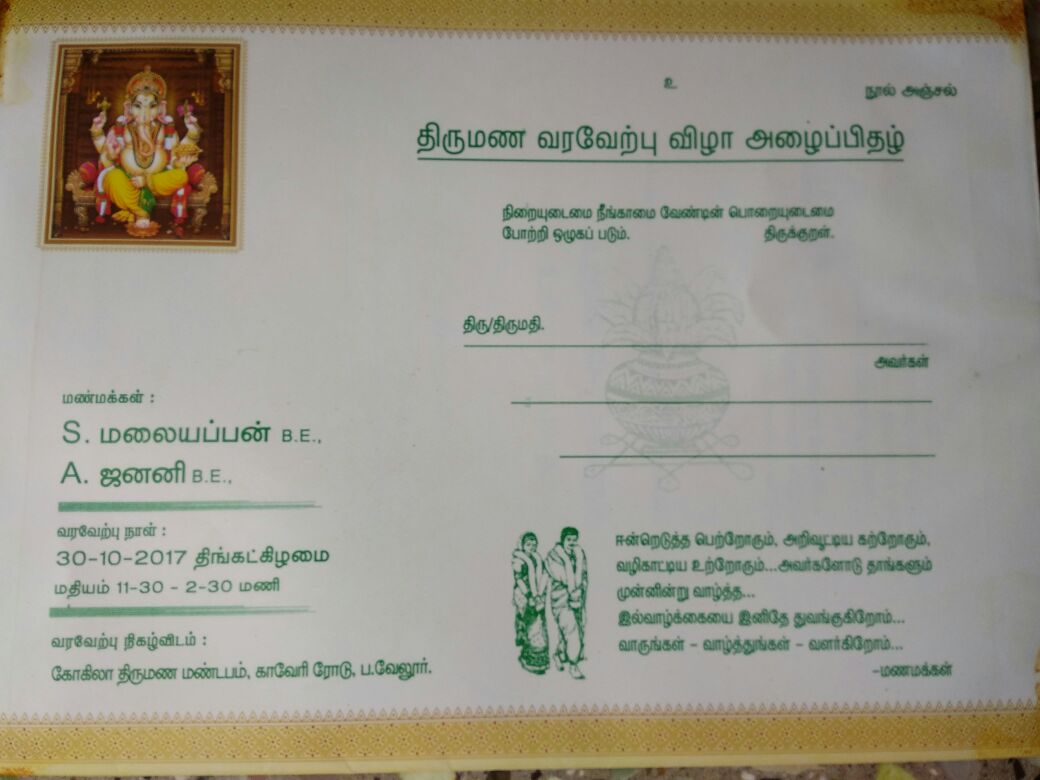 உ
நூல் அஞ்சல்
திருமண வரவேற்பு விழா அழைப்பிதழ்
நிறையுடைமை நீங்காமை வேண்டின் பொறையுடைமை
போற்றி ஒழுகப் படும். திருக்குறள்.
திரு/திருமதி.
அவர்கள்
மண்மக்கள் :
S. மலையப்பன் B.E.,
A. ஜனனி B.E.,
வரவேற்பு நாள் :
30-10-2017 திங்கட்கிழமை
மதியம் 11-30 - 2-30 மணி
வரவேற்பு நிகழ்விடம் :
கோகிலா திருமண மண்டபம், காவேரி ரோடு, ப.வேலூர்.
ஈன்றெடுத்த பெற்றோகும், அறிவூட்டிய கற்றோகும்,
வழிகாட்டிய உற்றோகும்...அவர்களோடு தாங்களும்
முன்னின்று வாழ்த்த...
இல்வாழ்க்கையை இனிதே துவங்குகிறோம்...
வாருங்கள் - வாழ்த்துங்கள் - வளர்கிறோம்...
-மணமக்கள்